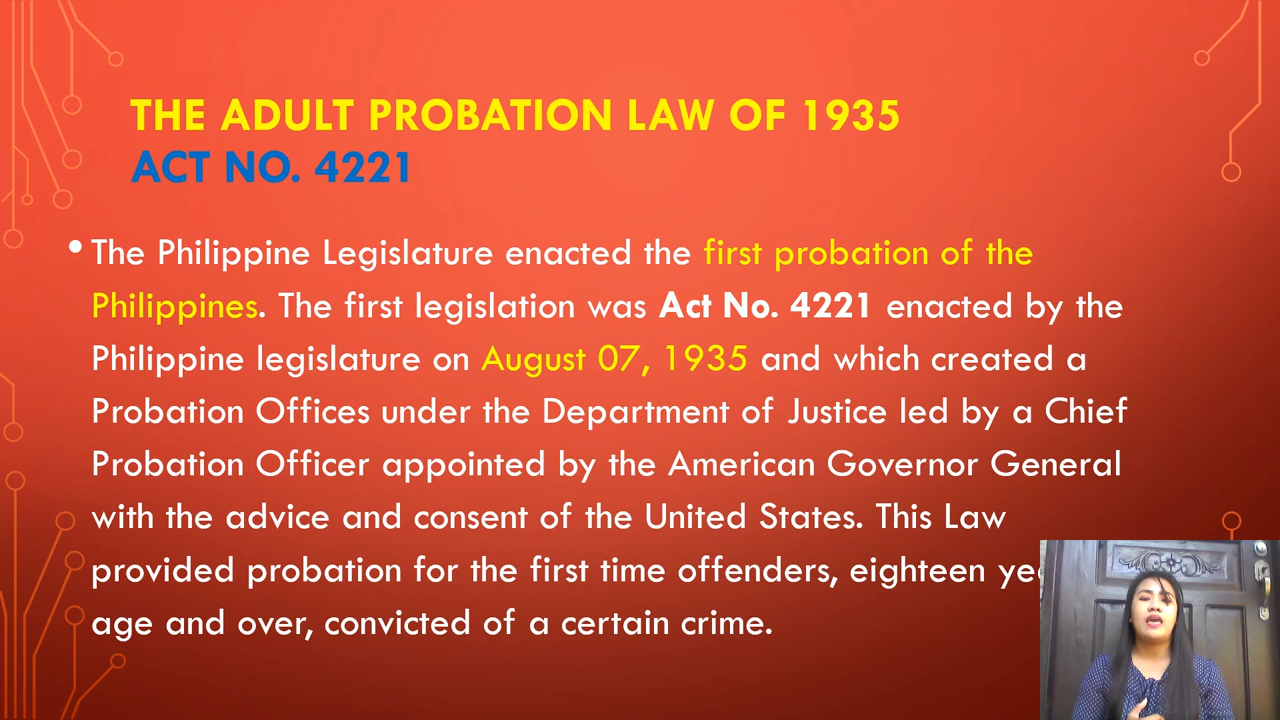 THE ADULT PROBATION LAW OF 1935
ACT NO. 4221
• The Philippine Legislature enacted the first probation of the
Philippines. The first legislation was Act No. 4221 enacted by the
Philippine legislature on August 07, 1935 and which created a
Probation Offices under the Department of Justice led by a Chief
Probation Officer appointed by the American Governor General
with the advice and consent of the United States. This Law
provided probation for the first time offenders, eighteen
age and over, convicted of a certain crime.